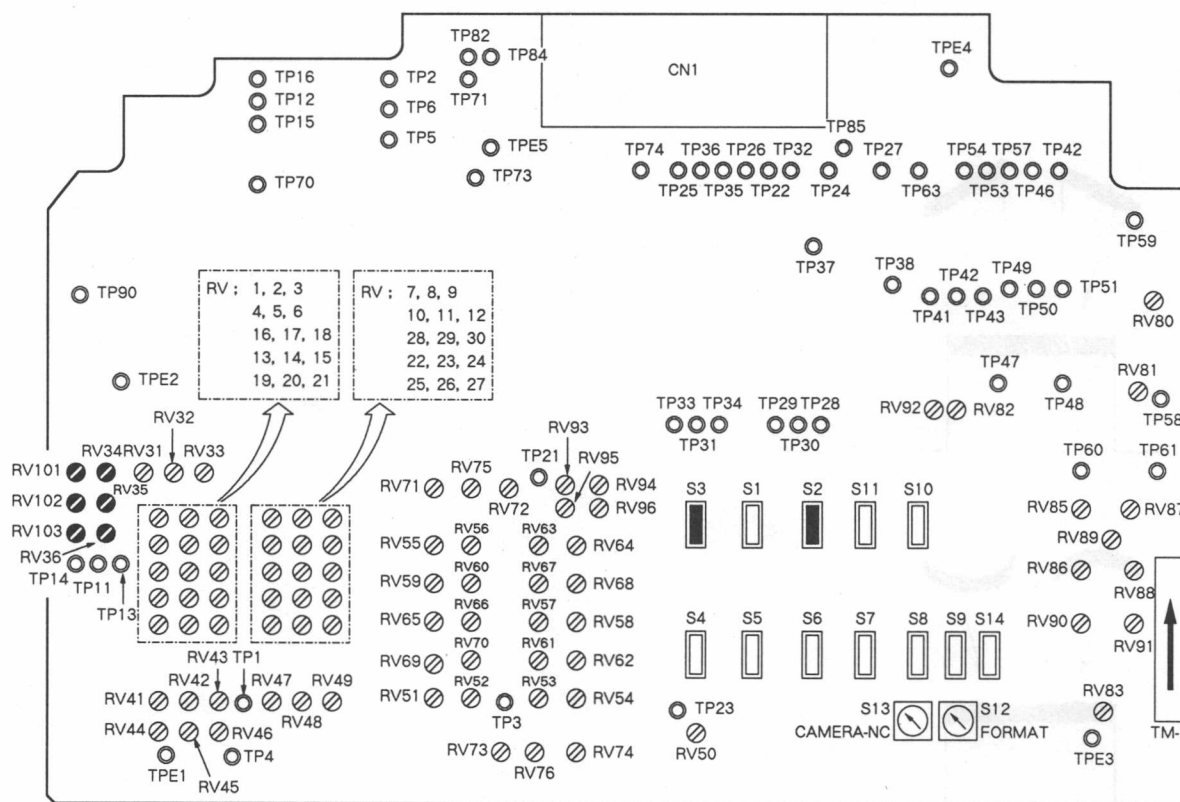 TP82
TP84
TPE4
TP16
TP2
CN1
TP12
TP71
TP6
TP15
TP5
TPE5
TP85
TP74
TP36
TP26
TP32
TP27
TP54
TP57
TP42
TP70
TP73
TP25
TP35
TP22
TP24
TP63
TP53
TP46
TP59
TP37
TP90
RV ; 1, 2, 3
4, 5, 6
16, 17, 18
13, 14, 15
19, 20, 21
RV ; 7, 8, 9
10, 11, 12
28, 29, 30
22, 23, 24
25, 26, 27
TP38
TP42
TP49
TP51
TP41
TP43
TP50
RV80
TPE2
TP47
TP48
RV81
TP58
RV92
RV82
RV32
TP33
TP34
TP29
TP28
TP31
TP30
RV93
RV101
RV34
RV31
RV33
RV75
TP21
RV95
TP60
TP61
RV71
RV72
RV94
RV96
S3
S1
S2
S11
S10
RV102
RV35
RV85
RV87
RV103
RV36
RV56
RV63
RV89
RV55
RV64
TP14
TP11
TP13
RV60
RV67
RV59
RV68
RV86
RV88
RV66
RV57
RV65
RV58
S4
S5
S6
S7
S8
S9
S14
RV90
RV91
RV43
TP1
RV70
RV61
RV69
RV62
RV41
RV42
RV47
RV49
RV48
RV51
RV52
RV53
RV54
TP3
TP23
S13
CAMERA-NC
S12
FORMAT
RV83
RV44
RV46
TM-
TPE1
RV45
TP4
RV73
RV76
RV74
RV50
TPE3